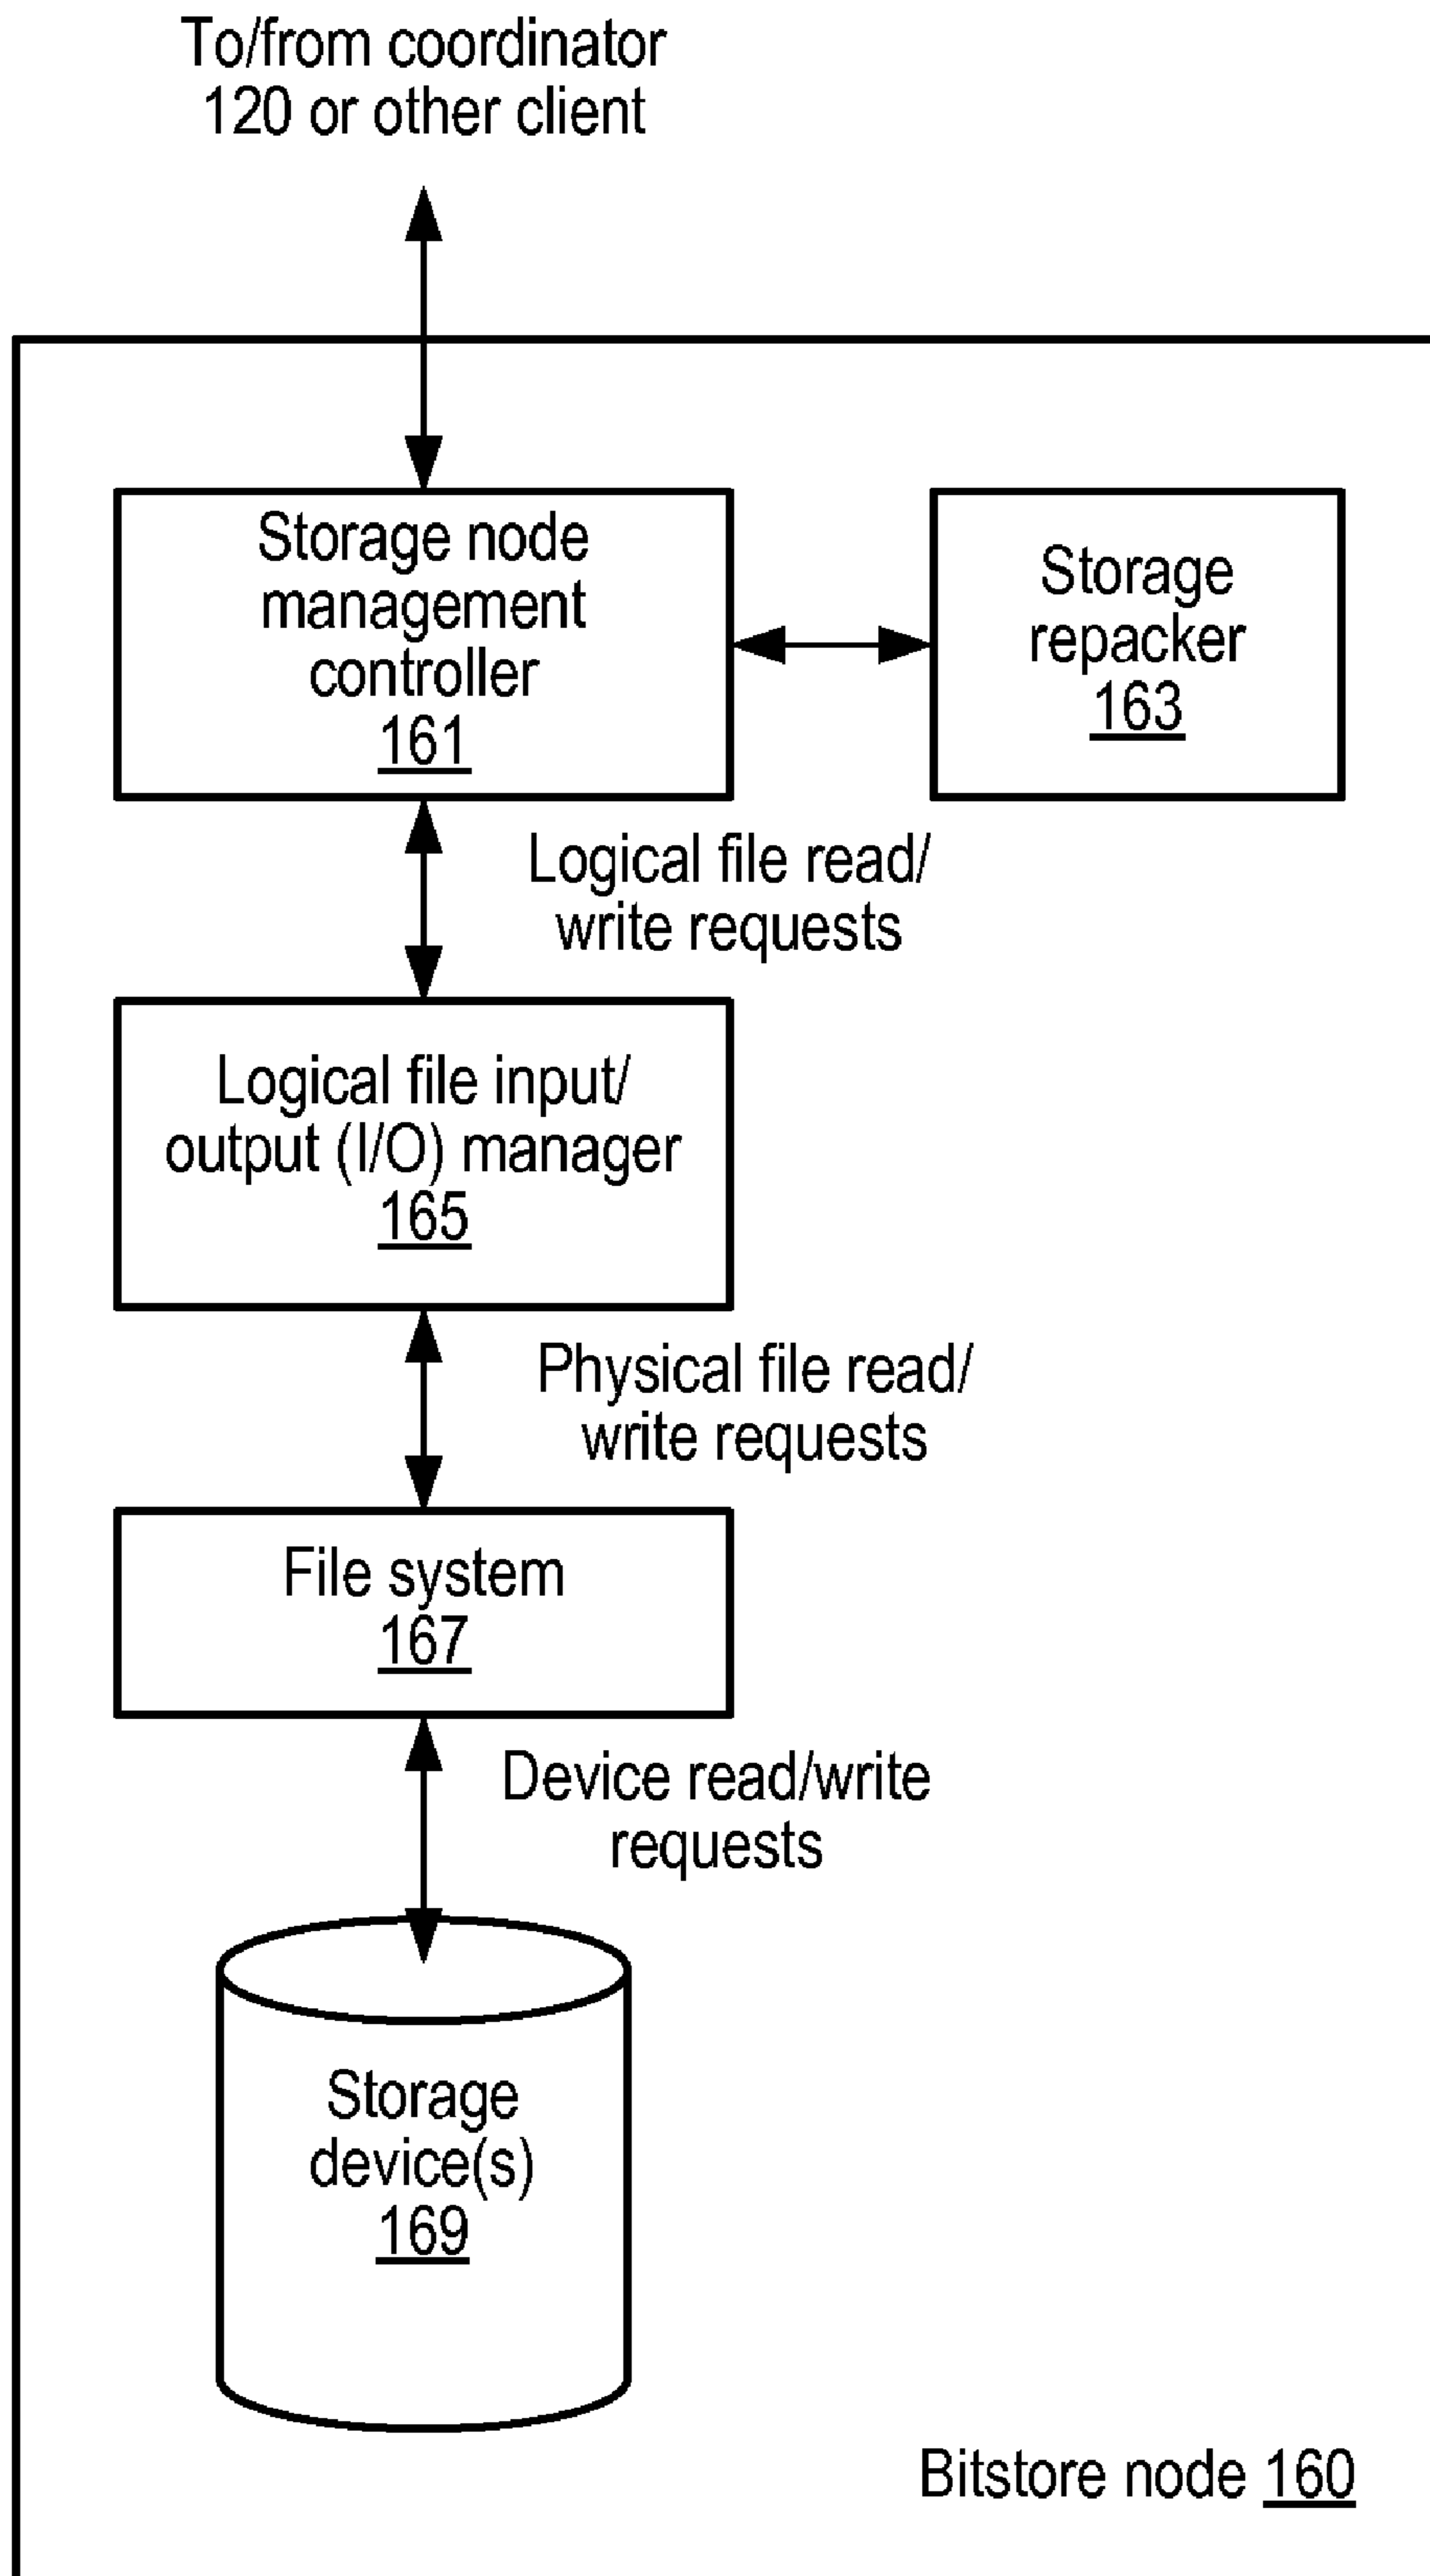 To/from coordinator
120 or other client
Storage node
management
controller
161
Storage
repacker
163
Logical file read/
write requests
Logical file input/
output (I/O) manager
165
Physical file read/
write requests
File system
167
Device read/write
requests
Storage
device(s)
169
Bitstore node 160